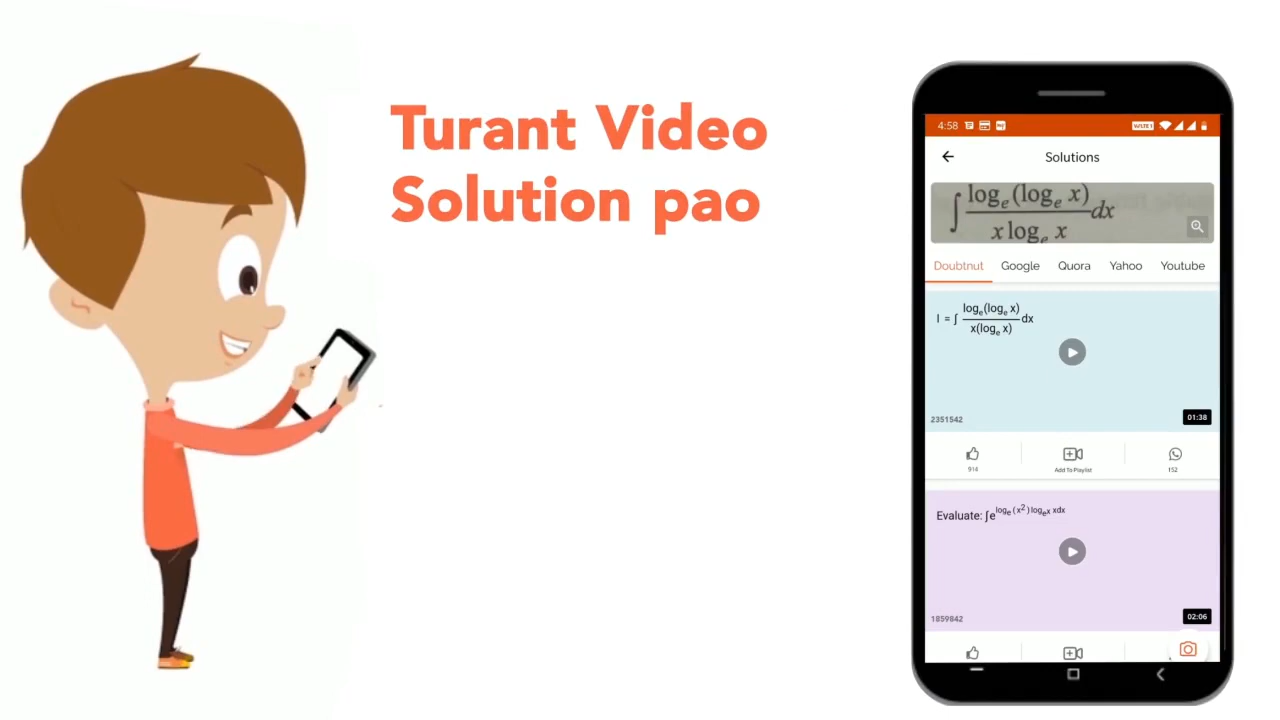 Turant Video
Solution pao
4:58
Solutions
∫ logₑ(logₑ x) / x logₑ x dx
Doubtnut Google Quora Yahoo Youtube
I = ∫ logₑ(logₑ x) / x(logₑ x) dx
2351542 01:38
914 Add To Playlist 152
Evaluate: ∫e^logₑ(x²)logₑx xdx
1859842 02:06